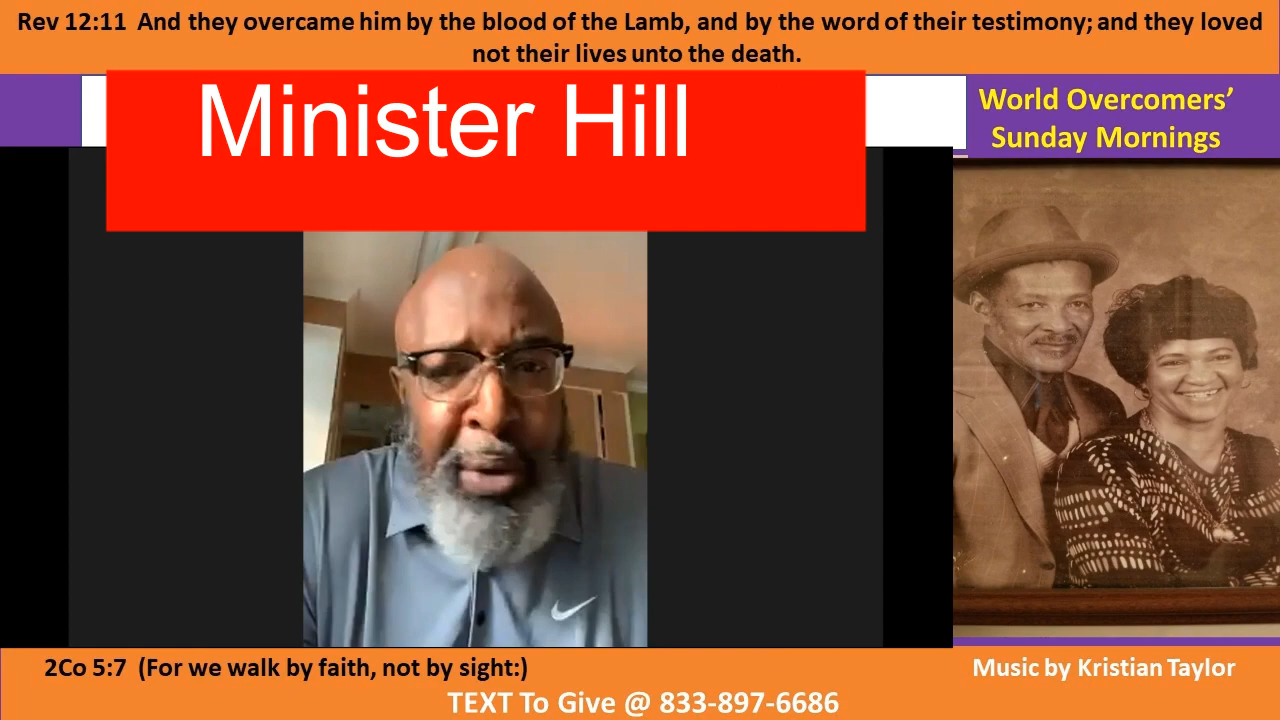 Rev 12:11  And they overcame him by the blood of the Lamb, and by the word of their testimony; and they loved
not their lives unto the death.
Minister Hill
World Overcomers’
Sunday Mornings
2Co 5:7  (For we walk by faith, not by sight:)
Music by Kristian Taylor
TEXT To Give @ 833-897-6686